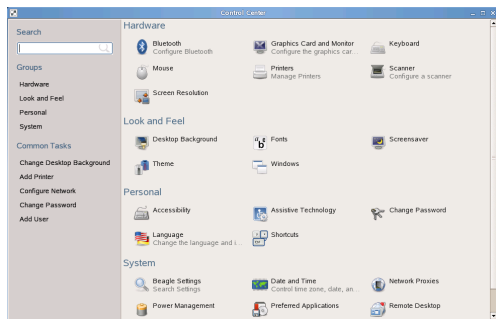 Control Center
Search
Groups
Hardware
Look and Feel
Personal
System
Common Tasks
Change Desktop Background
Add Printer
Configure Network
Change Password
Add User
Hardware
Bluetooth
Configure Bluetooth
Graphics Card and Monitor
Configure the graphics car...
Keyboard
Mouse
Printers
Manage Printers
Scanner
Configure a scanner
Screen Resolution
Look and Feel
Desktop Background
Fonts
Screensaver
Theme
Windows
Personal
Accessibility
Assistive Technology
Change Password
Language
Change the language and i...
Shortcuts
System
Beagle Settings
Search Settings
Date and Time
Control time zone, date, an...
Network Proxies
Power Management
Preferred Applications
Remote Desktop